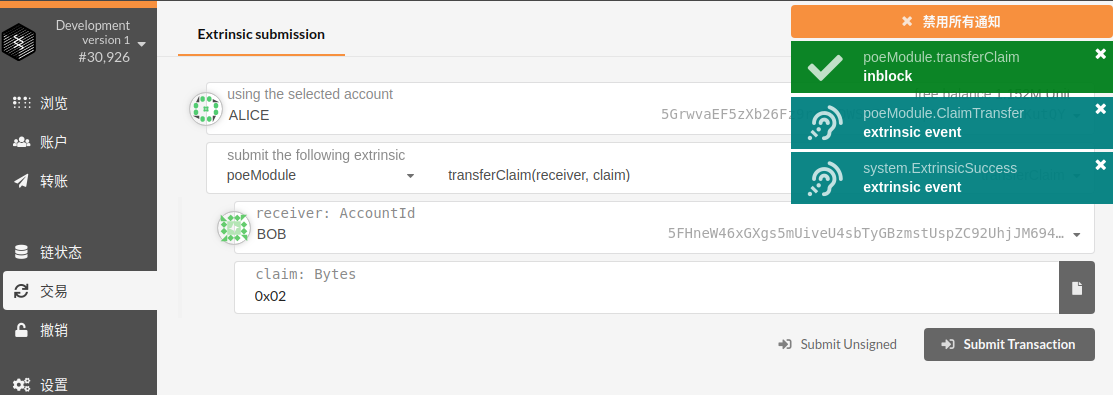 Development
version 1
#30,926
浏览
账户
转账
链状态
交易
撤销
设置
Extrinsic submission
using the selected account
ALICE
submit the following extrinsic
poeModule
transferClaim(receiver, claim)
receiver: AccountId
BOB
5FHneW46xGXgs5mUiveU4sbTyGBzmstUspZC92UhjJM694…
claim: Bytes
0x02
Submit Unsigned
Submit Transaction
禁用所有通知
poeModule.transferClaim
inblock
poeModule.ClaimTransfer
extrinsic event
system.ExtrinsicSuccess
extrinsic event